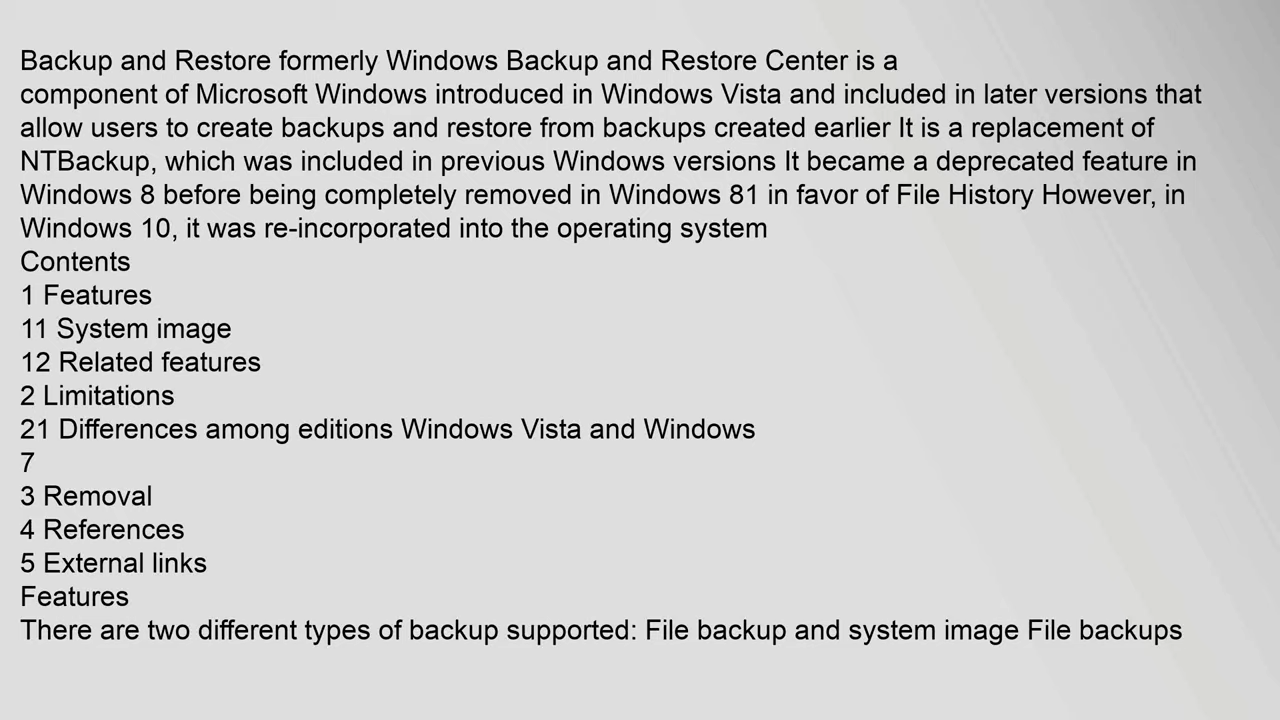 Backup and Restore formerly Windows Backup and Restore Center is a
component of Microsoft Windows introduced in Windows Vista and included in later versions that
allow users to create backups and restore from backups created earlier It is a replacement of
NTBackup, which was included in previous Windows versions It became a deprecated feature in
Windows 8 before being completely removed in Windows 81 in favor of File History However, in
Windows 10, it was re-incorporated into the operating system
Contents
1 Features
11 System image
12 Related features
2 Limitations
21 Differences among editions Windows Vista and Windows
7
3 Removal
4 References
5 External links
Features
There are two different types of backup supported: File backup and system image File backups